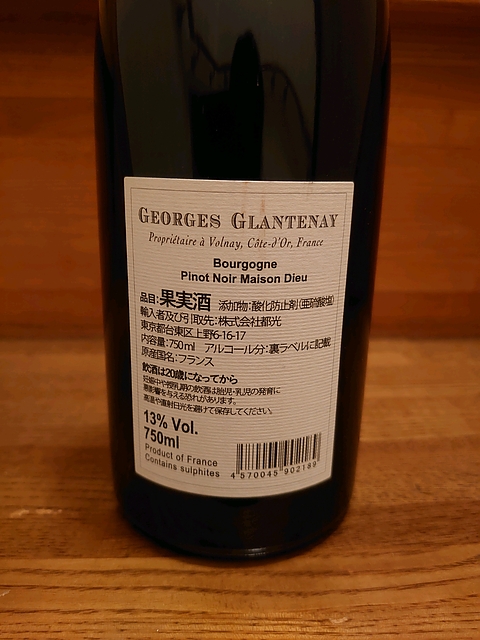 GEORGES GLANTENAY
Propriétaire à Volnay, Côte-d'Or, France
Bourgogne
Pinot Noir Maison Dieu
品目:果実酒 添加物:酸化防止剤(亜硫酸塩)
輸入者及び引取先:株式会社都光
東京都台東区上野6-16-17
内容量:750ml アルコール分:裏ラベルに記載
原産国名:フランス
飲酒は20歳になってから
妊娠中や授乳期の飲酒は胎児・乳児の発育に
悪影響を与える恐れがあります。
高温や直射日光を避けて保存してください。
13% Vol.
750ml
Product of France
Contains sulphites
4 570045 902189